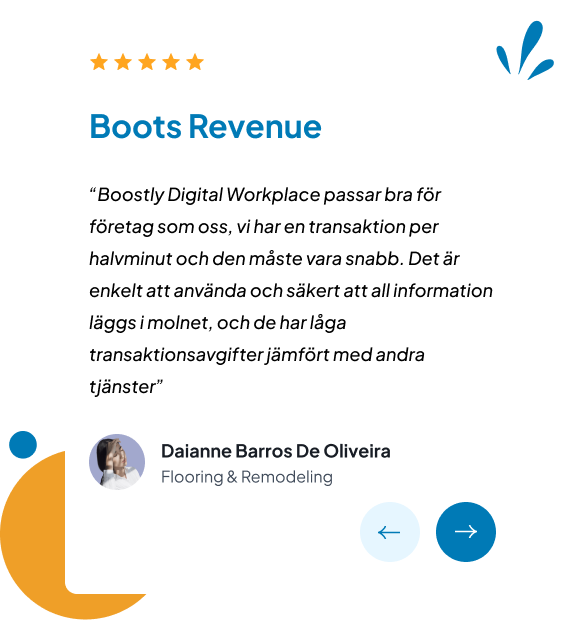 Boots Revenue
“Boostly Digital Workplace passar bra för
företag som oss, vi har en transaktion per
halvminut och den måste vara snabb. Det är
enkelt att använda och säkert att all information
läggs i molnet, och de har låga
transaktionsavgifter jämfört med andra
tjänster”
Daianne Barros De Oliveira
Flooring & Remodeling